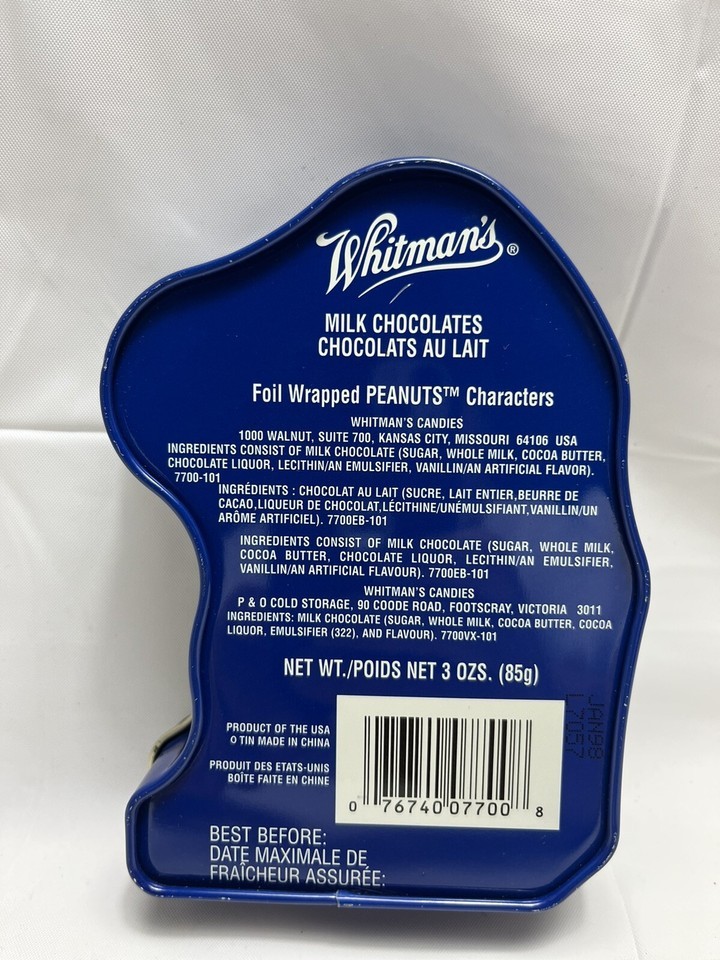 Whitman's®
MILK CHOCOLATES
CHOCOLATS AU LAIT
Foil Wrapped PEANUTS™ Characters
WHITMAN'S CANDIES
1000 WALNUT, SUITE 700, KANSAS CITY, MISSOURI 64106 USA
INGREDIENTS CONSIST OF MILK CHOCOLATE (SUGAR, WHOLE MILK, COCOA BUTTER,
CHOCOLATE LIQUOR, LECITHIN/AN EMULSIFIER, VANILLIN/AN ARTIFICIAL FLAVOR).
7700-101
INGRÉDIENTS : CHOCOLAT AU LAIT (SUCRE, LAIT ENTIER,BEURRE DE
CACAO,LIQUEUR DE CHOCOLAT,LÉCITHINE/UNÉMULSIFIANT,VANILLIN/UN
ARÔME ARTIFICIEL). 7700EB-101
INGREDIENTS CONSIST OF MILK CHOCOLATE (SUGAR, WHOLE MILK,
COCOA BUTTER, CHOCOLATE LIQUOR, LECITHIN/AN EMULSIFIER,
VANILLIN/AN ARTIFICIAL FLAVOUR). 7700EB-101
WHITMAN'S CANDIES
P & O COLD STORAGE, 90 COODE ROAD, FOOTSCRAY, VICTORIA 3011
INGREDIENTS: MILK CHOCOLATE (SUGAR, WHOLE MILK, COCOA BUTTER, COCOA
LIQUOR, EMULSIFIER (322), AND FLAVOUR). 7700VX-101
NET WT./POIDS NET 3 OZS. (85g)
PRODUCT OF THE USA
TIN MADE IN CHINA
PRODUIT DES ETATS-UNIS
BOÎTE FAITE EN CHINE
0 76740 07700 8
JAN98
L7057
BEST BEFORE:
DATE MAXIMALE DE
FRAÎCHEUR ASSURÉE: